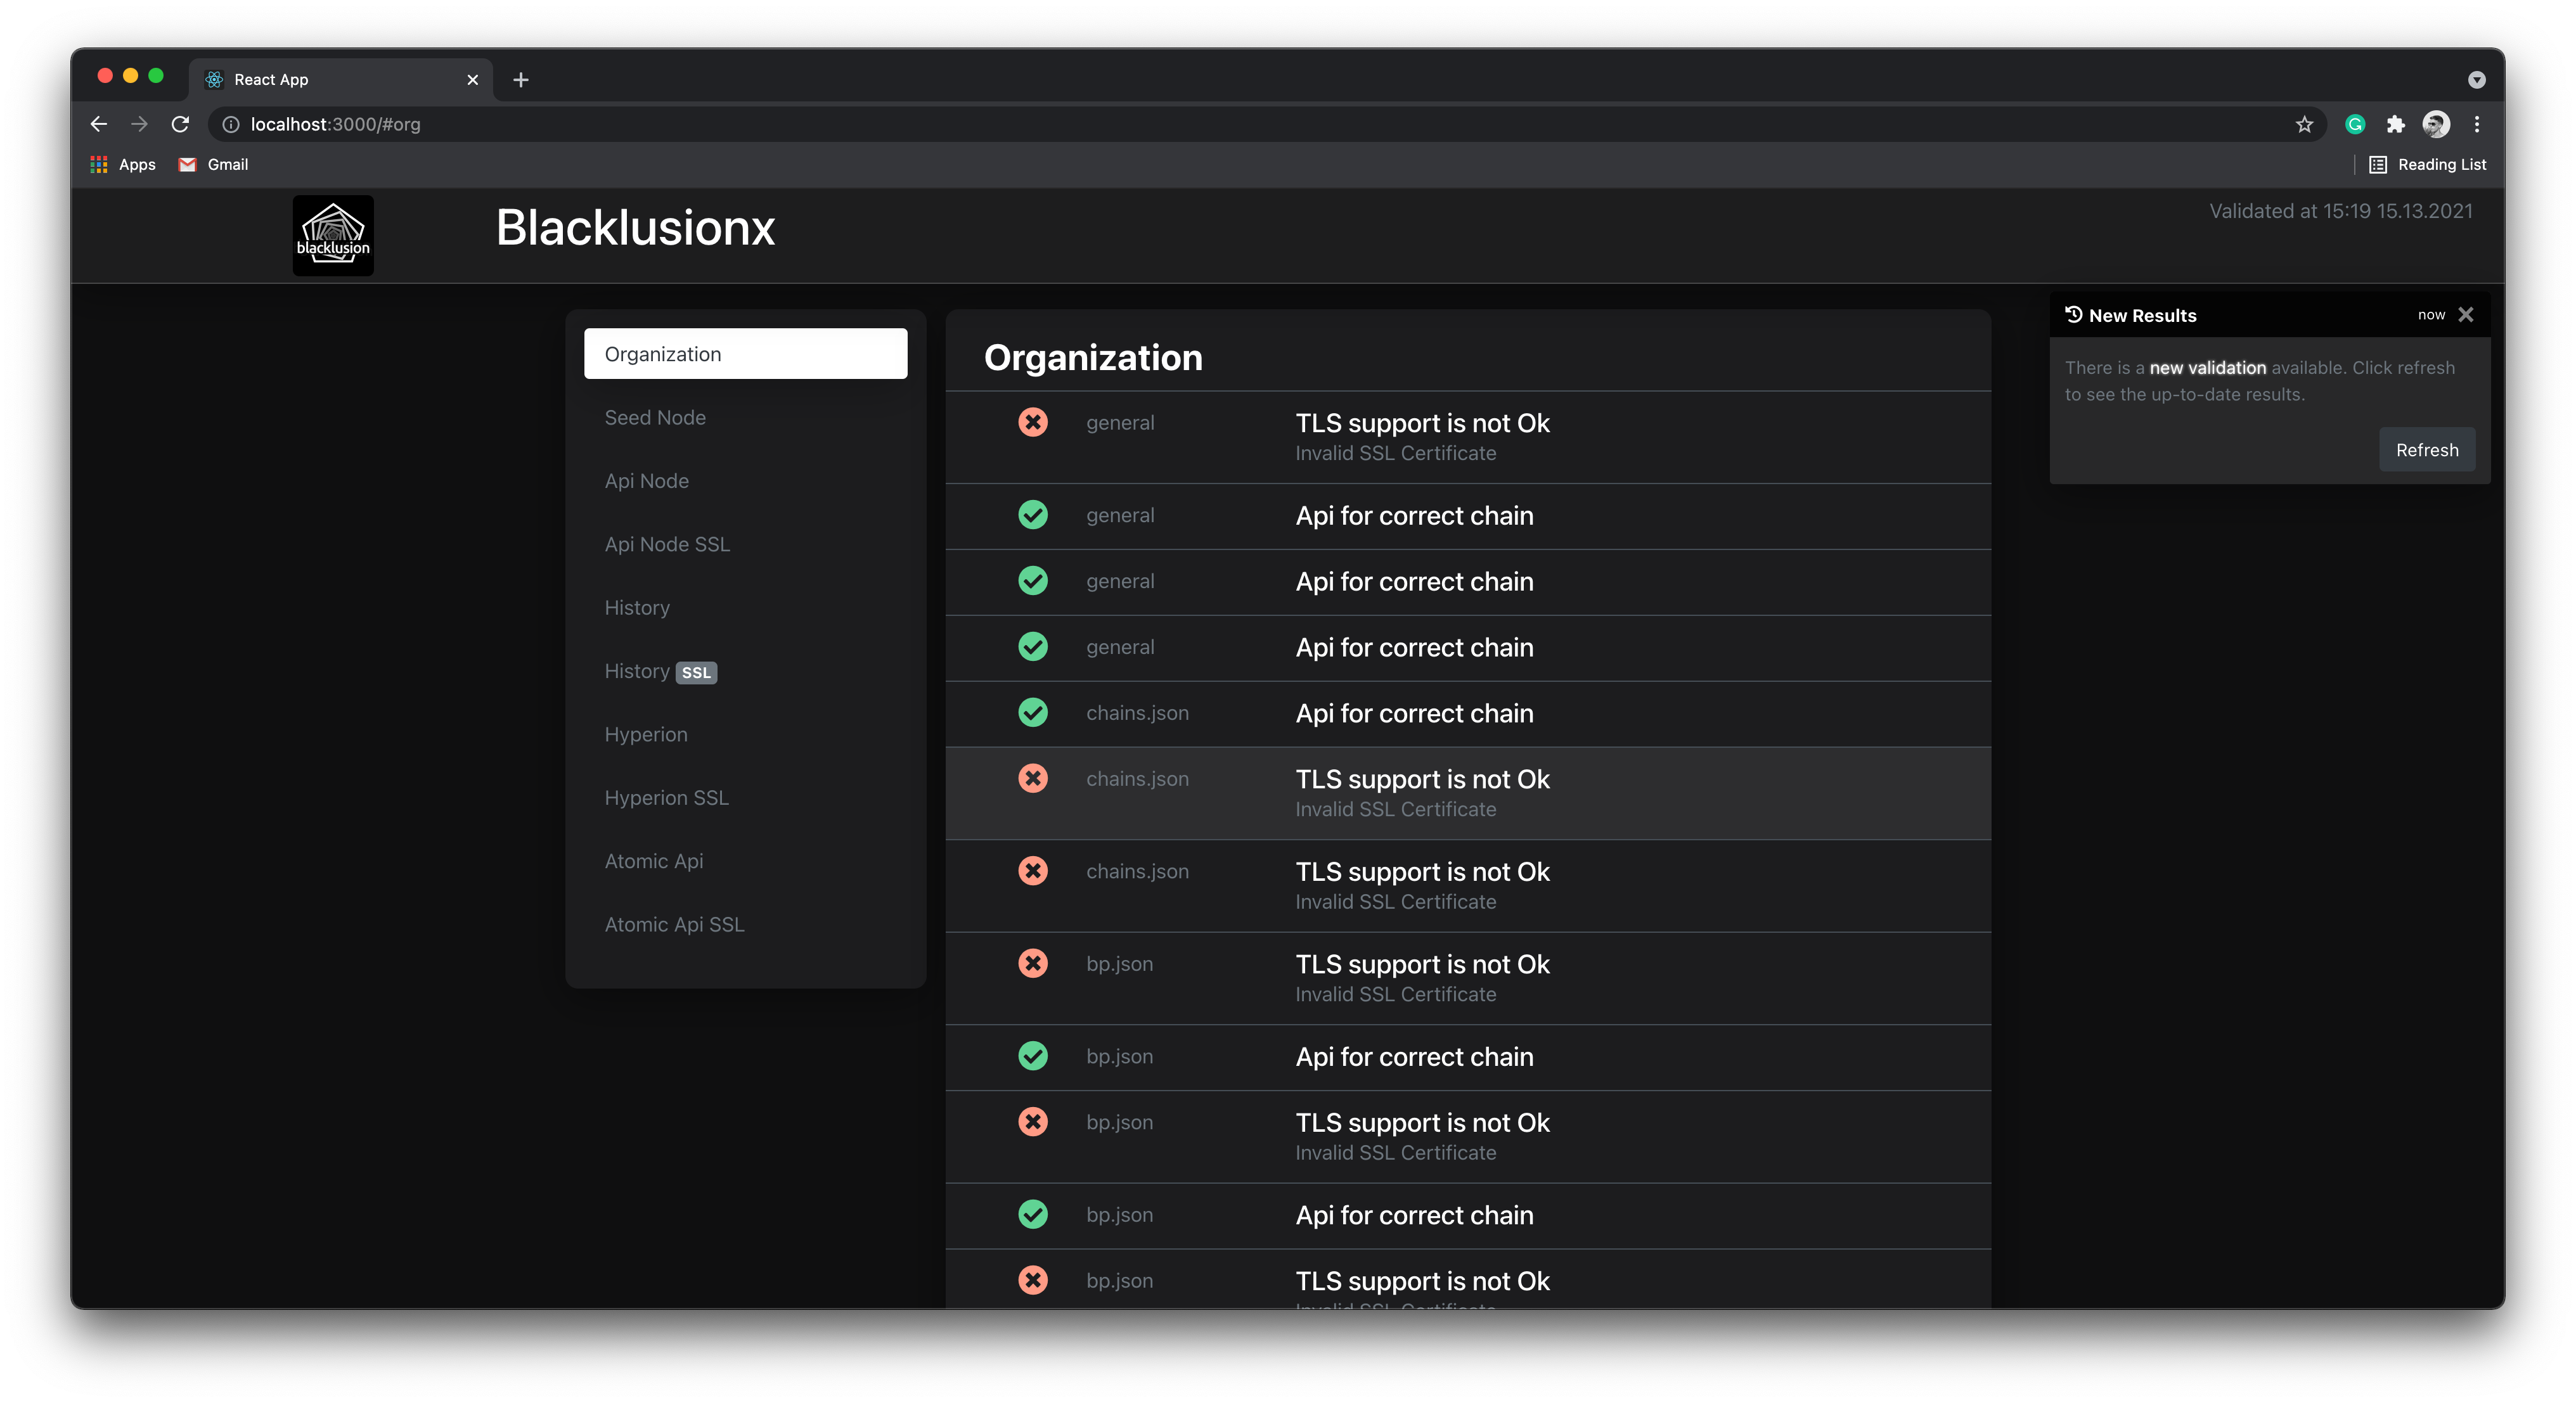 React App
localhost:3000/#org
Apps
Gmail
Reading List
blacklusion
Blacklusionx
Validated at 15:19 15.13.2021
New Results
now
There is a new validation available. Click refresh
to see the up-to-date results.
Refresh
Organization
Seed Node
Api Node
Api Node SSL
History
History SSL
Hyperion
Hyperion SSL
Atomic Api
Atomic Api SSL
Organization
general TLS support is not Ok
Invalid SSL Certificate
general Api for correct chain
general Api for correct chain
general Api for correct chain
chains.json Api for correct chain
chains.json TLS support is not Ok
Invalid SSL Certificate
chains.json TLS support is not Ok
Invalid SSL Certificate
bp.json TLS support is not Ok
Invalid SSL Certificate
bp.json Api for correct chain
bp.json TLS support is not Ok
Invalid SSL Certificate
bp.json Api for correct chain
bp.json TLS support is not Ok